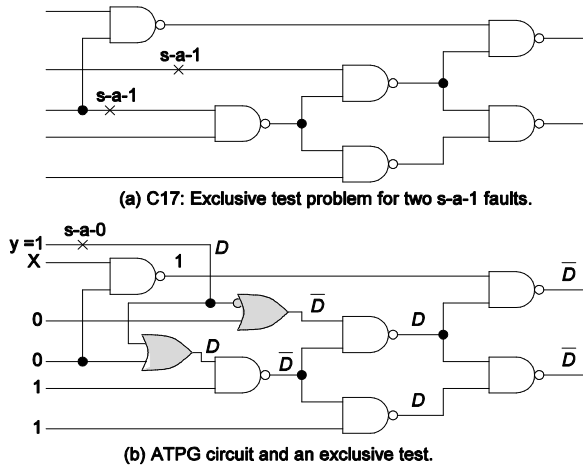 s-a-1
s-a-1
(a) C17: Exclusive test problem for two s-a-1 faults.
s-a-0
y =1
D
X
1
D̅
D̅
0
D
0
D
D̅
D̅
1
D
1
(b) ATPG circuit and an exclusive test.